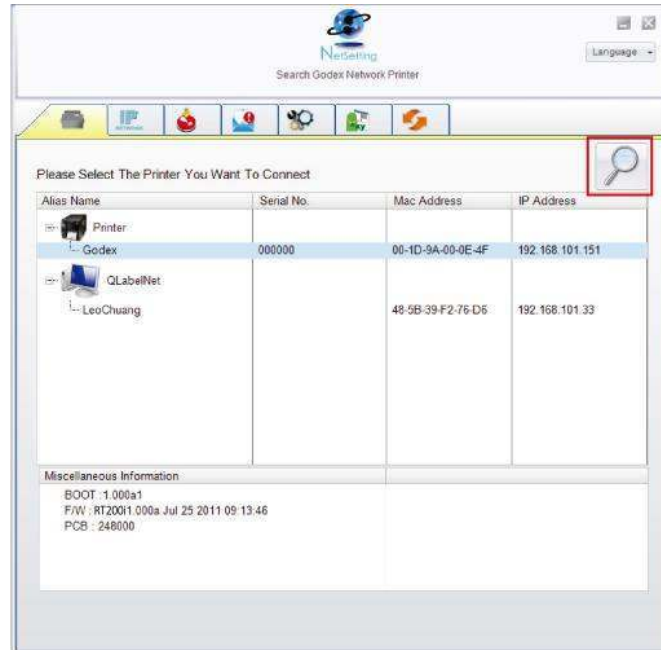 NetSetting
Language
Search Godex Network Printer
IP
Please Select The Printer You Want To Connect
Alias Name Serial No. Mac Address IP Address
Printer
Godex 000000 00-1D-9A-00-0E-4F 192.168.101.151
QLabelNet
LeoChuang 48-5B-39-F2-76-D6 192.168.101.33
Miscellaneous Information
BOOT :1.000a1
F/W : RT200i1.000a Jul 25 2011 09:13:46
PCB : 248000